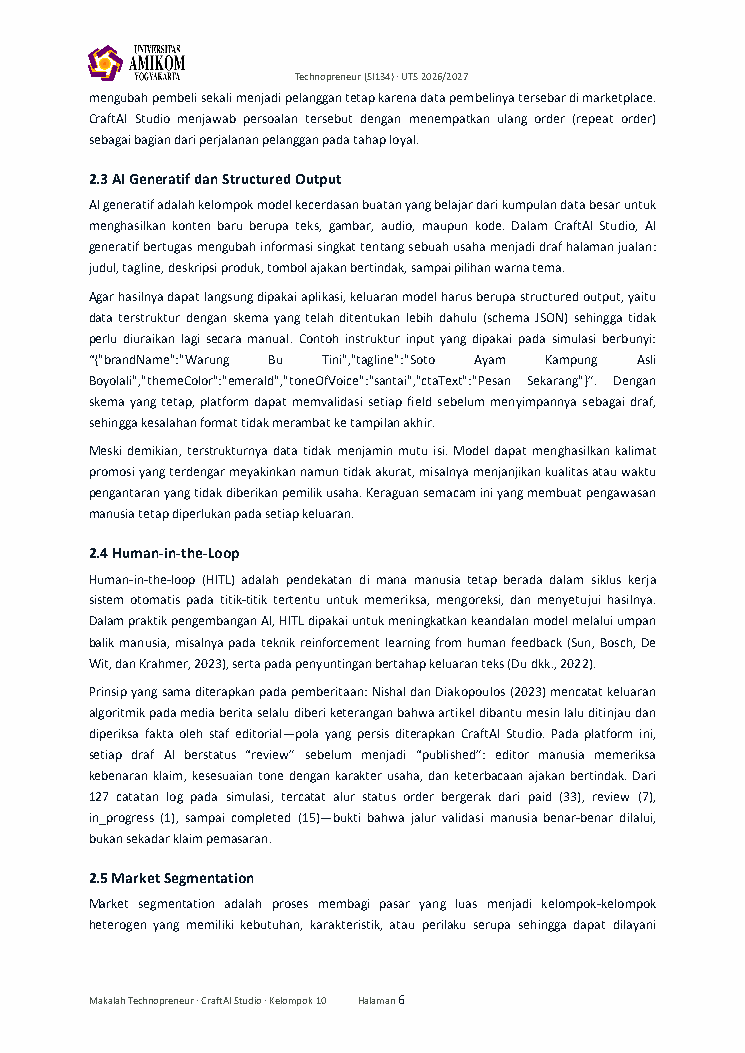 UNIVERSITAS
AMIKOM
YOGYAKARTA
Technopreneur (SI134) · UTS 2026/2027
mengubah pembeli sekali menjadi pelanggan tetap karena data pembelinya tersebar di marketplace.
CraftAI Studio menjawab persoalan tersebut dengan menempatkan ulang order (repeat order)
sebagai bagian dari perjalanan pelanggan pada tahap loyal.
2.3 AI Generatif dan Structured Output
AI generatif adalah kelompok model kecerdasan buatan yang belajar dari kumpulan data besar untuk
menghasilkan konten baru berupa teks, gambar, audio, maupun kode. Dalam CraftAI Studio, AI
generatif bertugas mengubah informasi singkat tentang sebuah usaha menjadi draf halaman jualan:
judul, tagline, deskripsi produk, tombol ajakan bertindak, sampai pilihan warna tema.
Agar hasilnya dapat langsung dipakai aplikasi, keluaran model harus berupa structured output, yaitu
data terstruktur dengan skema yang telah ditentukan lebih dahulu (schema JSON) sehingga tidak
perlu diuraikan lagi secara manual. Contoh instruktur input yang dipakai pada simulasi berbunyi:
“{"brandName":"Warung Bu Tini","tagline":"Soto Ayam Kampung Asli
Boyolali","themeColor":"emerald","toneOfVoice":"santai","ctaText":"Pesan Sekarang"}”. Dengan
skema yang tetap, platform dapat memvalidasi setiap field sebelum menyimpannya sebagai draf,
sehingga kesalahan format tidak merambat ke tampilan akhir.
Meski demikian, terstrukturnya data tidak menjamin mutu isi. Model dapat menghasilkan kalimat
promosi yang terdengar meyakinkan namun tidak akurat, misalnya menjanjikan kualitas atau waktu
pengantaran yang tidak diberikan pemilik usaha. Keraguan semacam ini yang membuat pengawasan
manusia tetap diperlukan pada setiap keluaran.
2.4 Human-in-the-Loop
Human-in-the-loop (HITL) adalah pendekatan di mana manusia tetap berada dalam siklus kerja
sistem otomatis pada titik-titik tertentu untuk memeriksa, mengoreksi, dan menyetujui hasilnya.
Dalam praktik pengembangan AI, HITL dipakai untuk meningkatkan keandalan model melalui umpan
balik manusia, misalnya pada teknik reinforcement learning from human feedback (Sun, Bosch, De
Wit, dan Krahmer, 2023), serta pada penyuntingan bertahap keluaran teks (Du dkk., 2022).
Prinsip yang sama diterapkan pada pemberitaan: Nishal dan Diakopoulos (2023) mencatat keluaran
algoritmik pada media berita selalu diberi keterangan bahwa artikel dibantu mesin lalu ditinjau dan
diperiksa fakta oleh staf editorial—pola yang persis diterapkan CraftAI Studio. Pada platform ini,
setiap draf AI berstatus “review” sebelum menjadi “published”: editor manusia memeriksa
kebenaran klaim, kesesuaian tone dengan karakter usaha, dan keterbacaan ajakan bertindak. Dari
127 catatan log pada simulasi, tercatat alur status order bergerak dari paid (33), review (7),
in_progress (1), sampai completed (15)—bukti bahwa jalur validasi manusia benar-benar dilalui,
bukan sekadar klaim pemasaran.
2.5 Market Segmentation
Market segmentation adalah proses membagi pasar yang luas menjadi kelompok-kelompok
heterogen yang memiliki kebutuhan, karakteristik, atau perilaku serupa sehingga dapat dilayani
Makalah Technopreneur · CraftAI Studio · Kelompok 10 Halaman 6